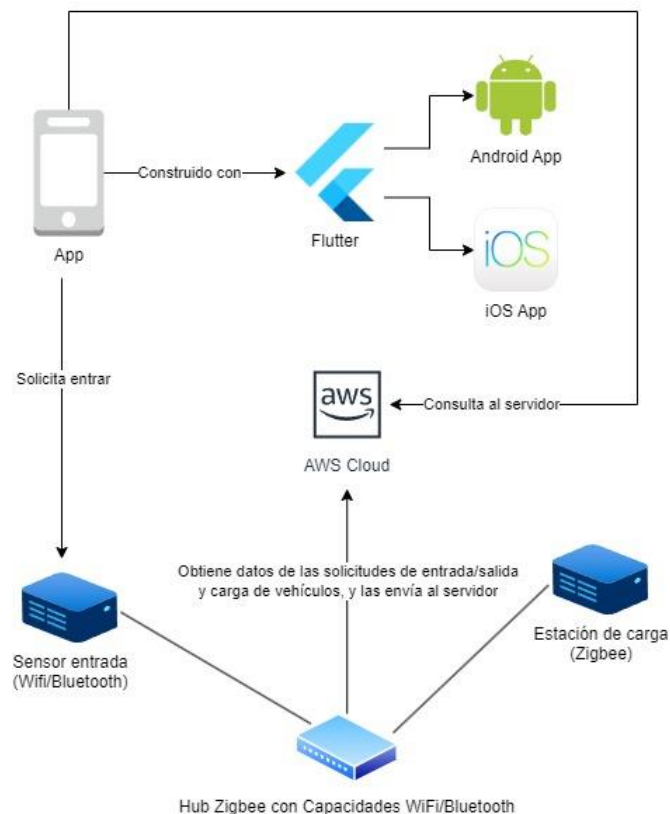 Android App
Construido con
Flutter
App
iOS
iOS App
Solicita entrar
aws
Consulta al servidor
AWS Cloud
Obtiene datos de las solicitudes de entrada/salida
y carga de vehículos, y las envía al servidor
Estación de carga
(Zigbee)
Sensor entrada
(Wifi/Bluetooth)
Hub Zigbee con Capacidades WiFi/Bluetooth